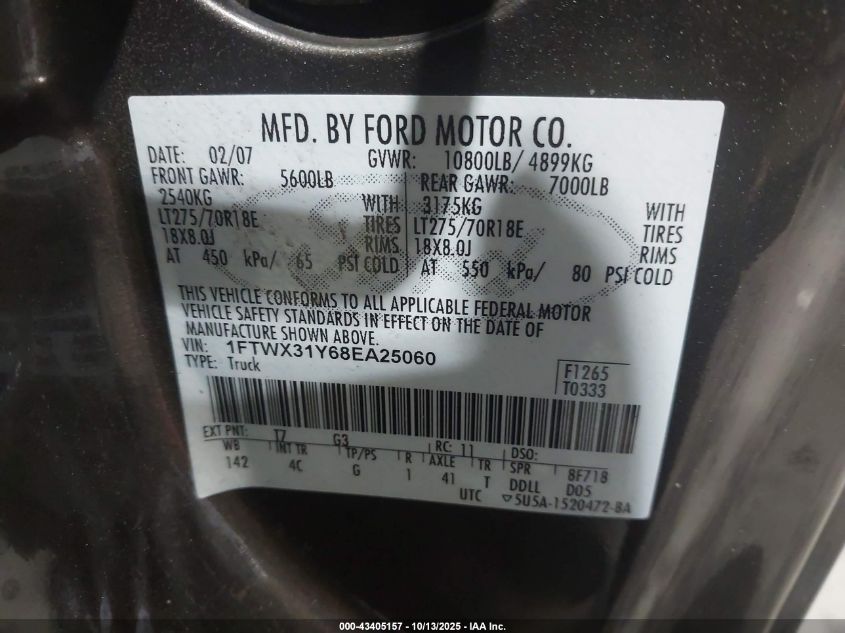 MFD. BY FORD MOTOR CO.
DATE: 02/07 GVWR: 10800LB/ 4899KG
FRONT GAWR: 5600LB REAR GAWR: 7000LB
2540KG WITH 3175KG WITH
LT275/70R18E TIRES LT275/70R18E TIRES
18X8.0J RIMS 18X8.0J RIMS
AT 450 kPa/ 65 PSI COLD AT 550 kPa/ 80 PSI COLD
THIS VEHICLE CONFORMS TO ALL APPLICABLE FEDERAL MOTOR
VEHICLE SAFETY STANDARDS IN EFFECT ON THE DATE OF
MANUFACTURE SHOWN ABOVE.
VIN: 1FTWX31Y68EA25060
TYPE: Truck
F1265
T0333
EXT PNT: T7 G3 RC: 11 DSO:
WB INT TR TP/PS R AXLE TR SPR 8F718
142 4C G 1 41 T DDLL D05
UTC ▽5U5A-1520472-BA
000-43405157 - 10/13/2025 - IAA Inc.